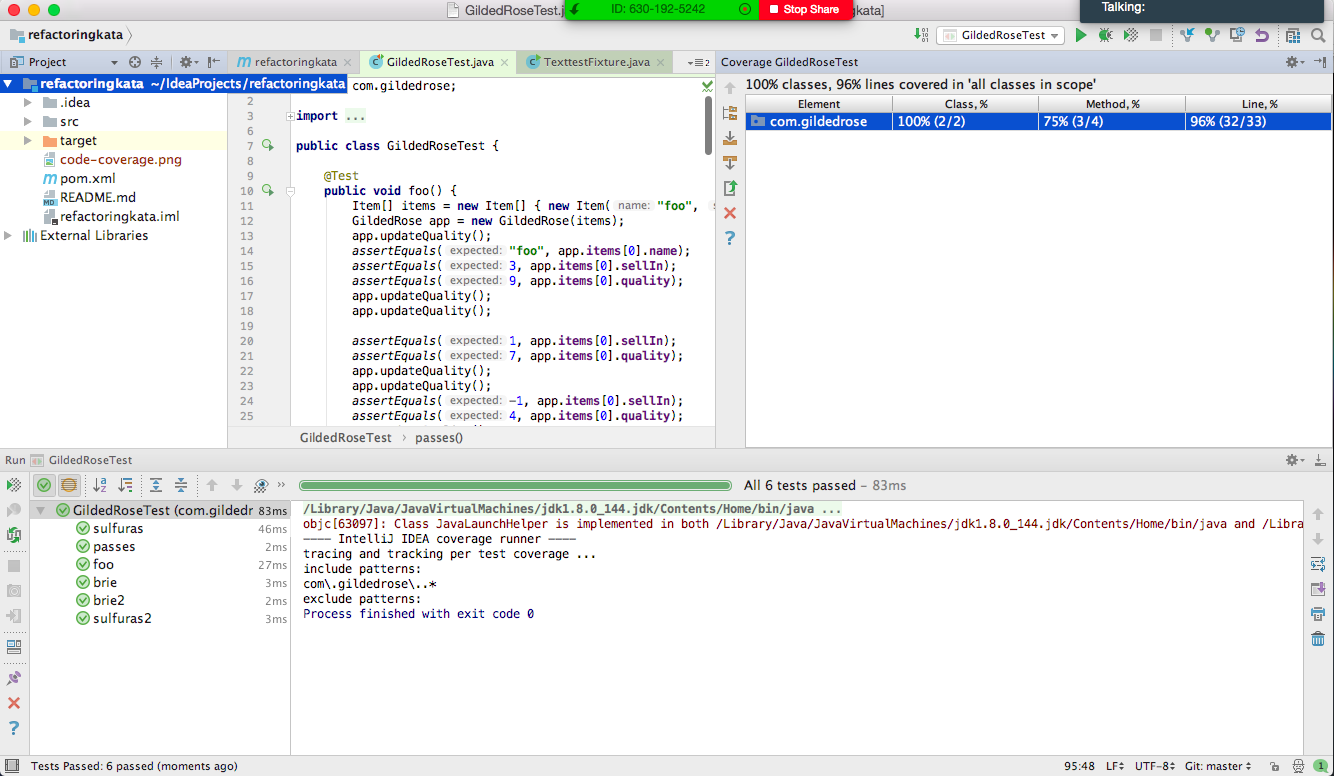 GildedRoseTest.j
ID: 630-192-5242
Stop Share
gkata]
Talking:
refactoringkata
GildedRoseTest
Project
refactoringkata
GildedRoseTest.java
TexttestFixture.java
2
Coverage GildedRoseTest
refactoringkata ~/IdeaProjects/refactoringkata
.idea
src
target
code-coverage.png
pom.xml
README.md
refactoringkata.iml
External Libraries
com.gildedrose;
2
3 import ...
6
7 public class GildedRoseTest {
8
9 @Test
10 public void foo() {
11 Item[] items = new Item[] { new Item( name: "foo",
12 GildedRose app = new GildedRose(items);
13 app.updateQuality();
14 assertEquals( expected: "foo", app.items[0].name);
15 assertEquals( expected: 3, app.items[0].sellIn);
16 assertEquals( expected: 9, app.items[0].quality);
17 app.updateQuality();
18 app.updateQuality();
19
20 assertEquals( expected: 1, app.items[0].sellIn);
21 assertEquals( expected: 7, app.items[0].quality);
22 app.updateQuality();
23 app.updateQuality();
24 assertEquals( expected: -1, app.items[0].sellIn);
25 assertEquals( expected: 4, app.items[0].quality);
GildedRoseTest › passes()
100% classes, 96% lines covered in 'all classes in scope'
Element Class, % Method, % Line, %
com.gildedrose 100% (2/2) 75% (3/4) 96% (32/33)
Run GildedRoseTest
All 6 tests passed – 83ms
GildedRoseTest (com.gildedr 83ms
sulfuras 46ms
passes 2ms
foo 27ms
brie 3ms
brie2 2ms
sulfuras2 3ms
/Library/Java/JavaVirtualMachines/jdk1.8.0_144.jdk/Contents/Home/bin/java ...
objc[63097]: Class JavaLaunchHelper is implemented in both /Library/Java/JavaVirtualMachines/jdk1.8.0_144.jdk/Contents/Home/bin/java and /Libra
---- IntelliJ IDEA coverage runner ----
tracing and tracking per test coverage ...
include patterns:
com\.gildedrose\..*
exclude patterns:
Process finished with exit code 0
Tests Passed: 6 passed (moments ago)
95:48 LF UTF-8 Git: master 1